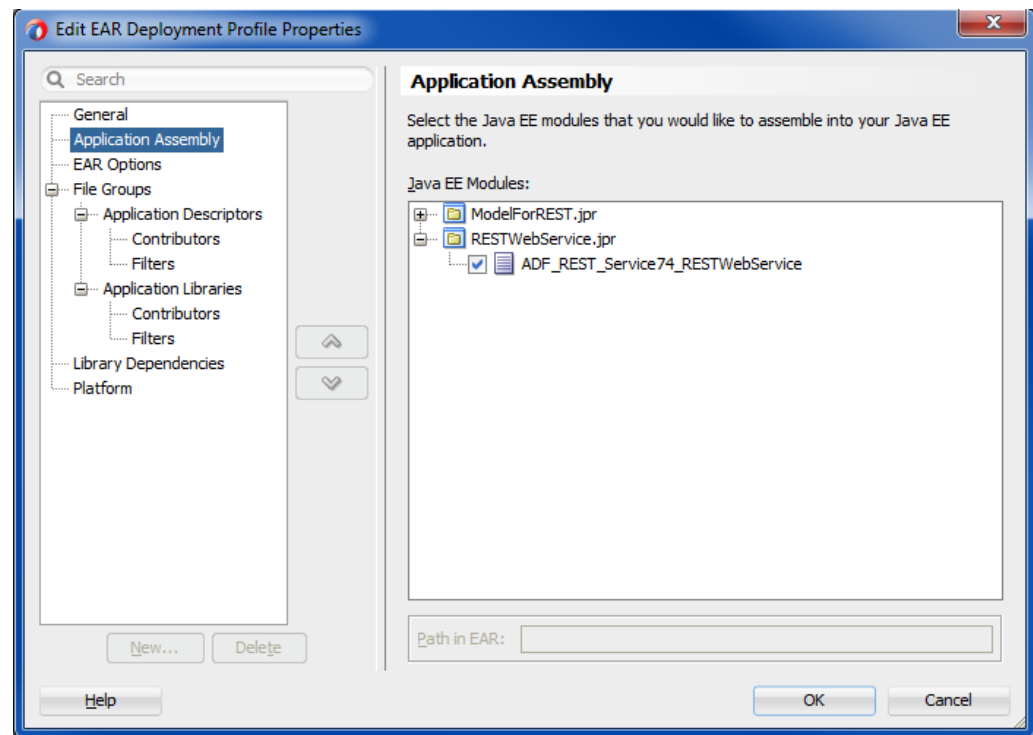 Edit EAR Deployment Profile Properties
Search
General
Application Assembly
EAR Options
File Groups
Application Descriptors
Contributors
Filters
Application Libraries
Contributors
Filters
Library Dependencies
Platform
New...
Delete
Application Assembly
Select the Java EE modules that you would like to assemble into your Java EE
application.
Java EE Modules:
ModelForREST.jpr
RESTWebService.jpr
ADF_REST_Service74_RESTWebService
Path in EAR:
Help
OK
Cancel